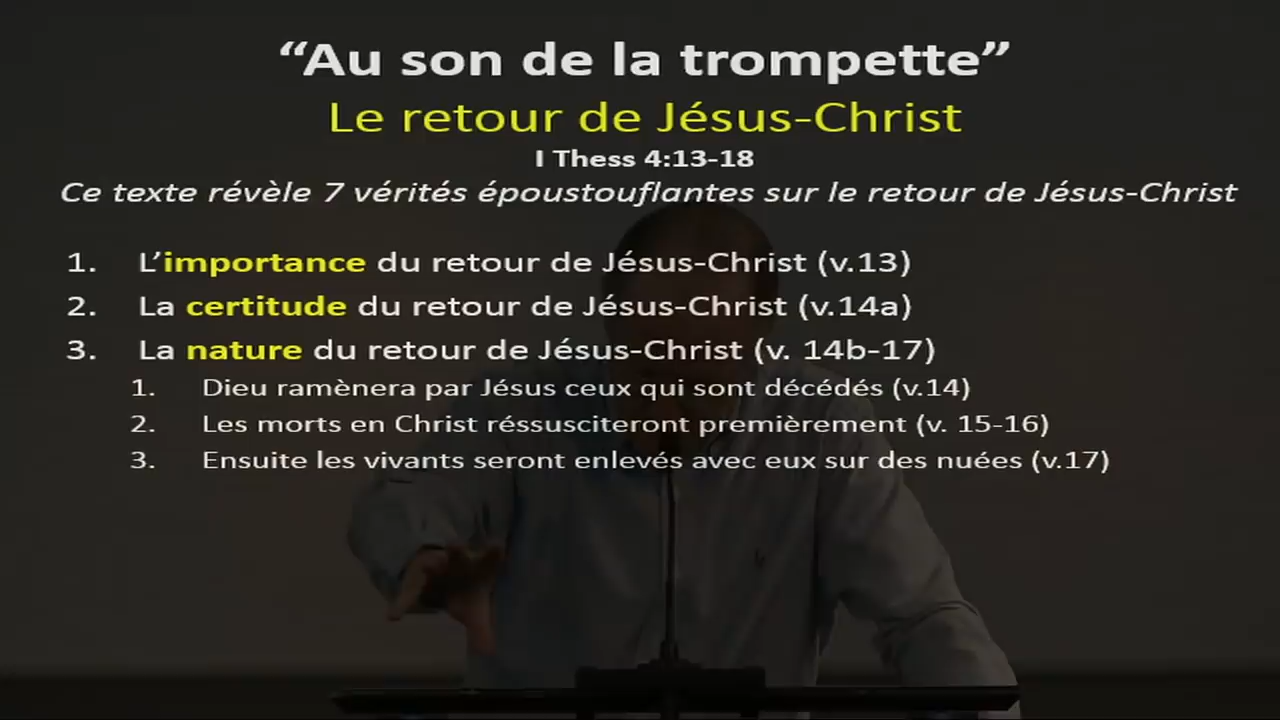 “Au son de la trompette”
Le retour de Jésus-Christ
I Thess 4:13-18
Ce texte révèle 7 vérités époustouflantes sur le retour de Jésus-Christ
1. L’importance du retour de Jésus-Christ (v.13)
2. La certitude du retour de Jésus-Christ (v.14a)
3. La nature du retour de Jésus-Christ (v. 14b-17)
1. Dieu ramènera par Jésus ceux qui sont décédés (v.14)
2. Les morts en Christ réssusciteront premièrement (v. 15-16)
3. Ensuite les vivants seront enlevés avec eux sur des nuées (v.17)